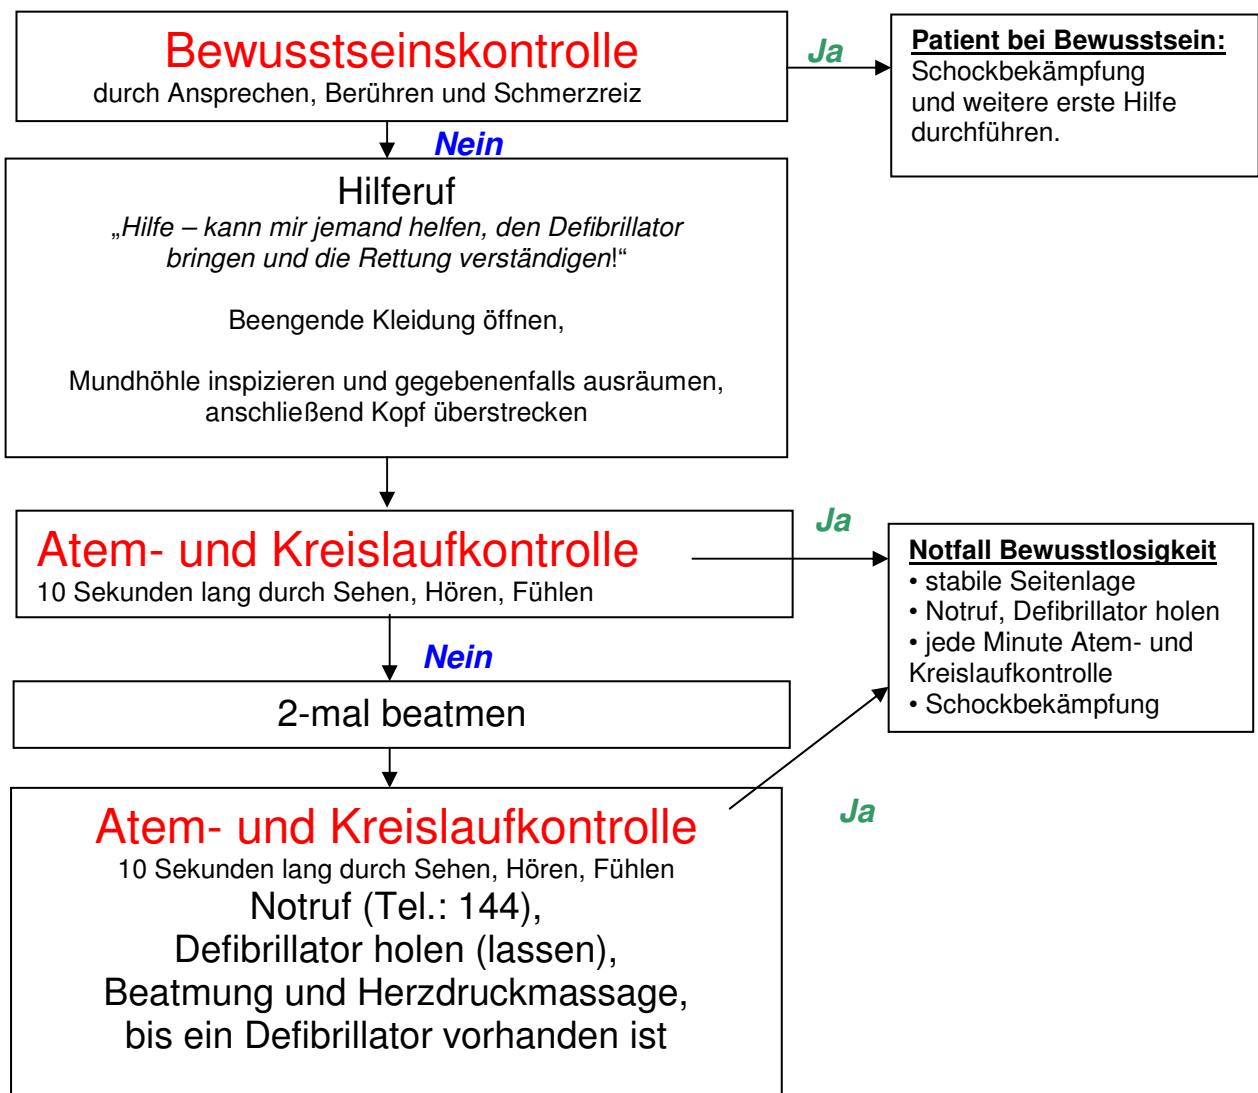 Bewusstseinskontrolle
durch Ansprechen, Berühren und Schmerzreiz
Ja
Patient bei Bewusstsein:
Schockbekämpfung
und weitere erste Hilfe
durchführen.
Nein
Hilferuf
„Hilfe – kann mir jemand helfen, den Defibrillator
bringen und die Rettung verständigen!“
Beengende Kleidung öffnen,
Mundhöhle inspizieren und gegebenenfalls ausräumen,
anschließend Kopf überstrecken
Atem- und Kreislaufkontrolle
10 Sekunden lang durch Sehen, Hören, Fühlen
Ja
Notfall Bewusstlosigkeit
• stabile Seitenlage
• Notruf, Defibrillator holen
• jede Minute Atem- und
Kreislaufkontrolle
• Schockbekämpfung
Nein
2-mal beatmen
Atem- und Kreislaufkontrolle
10 Sekunden lang durch Sehen, Hören, Fühlen
Notruf (Tel.: 144),
Defibrillator holen (lassen),
Beatmung und Herzdruckmassage,
bis ein Defibrillator vorhanden ist
Ja